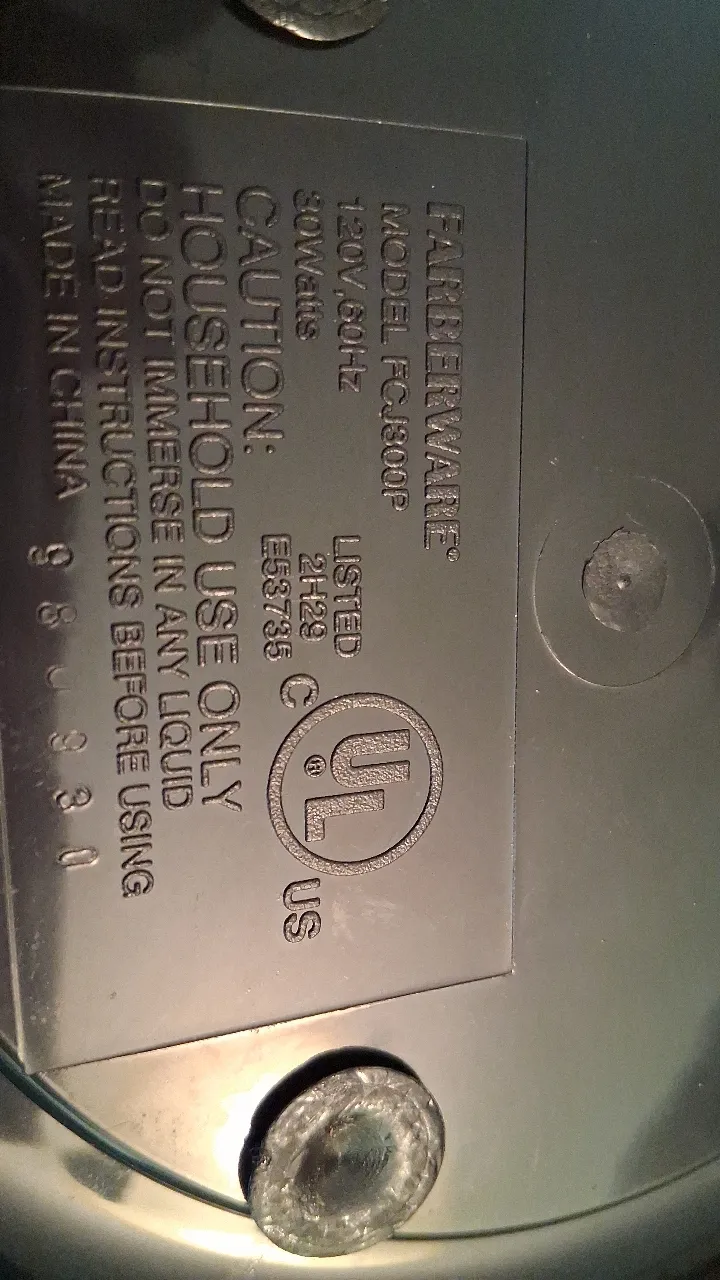 FARBERWARE®
MODEL FCJ300P
120V,60Hz
30Watts
LISTED
2H29
E53735
C UL® US
CAUTION:
HOUSEHOLD USE ONLY
DO NOT IMMERSE IN ANY LIQUID
READ INSTRUCTIONS BEFORE USING
MADE IN CHINA